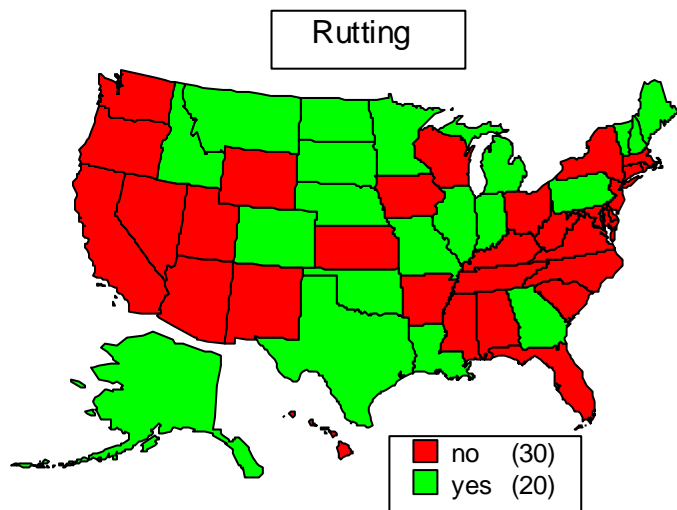 Rutting
no (30)
yes (20)